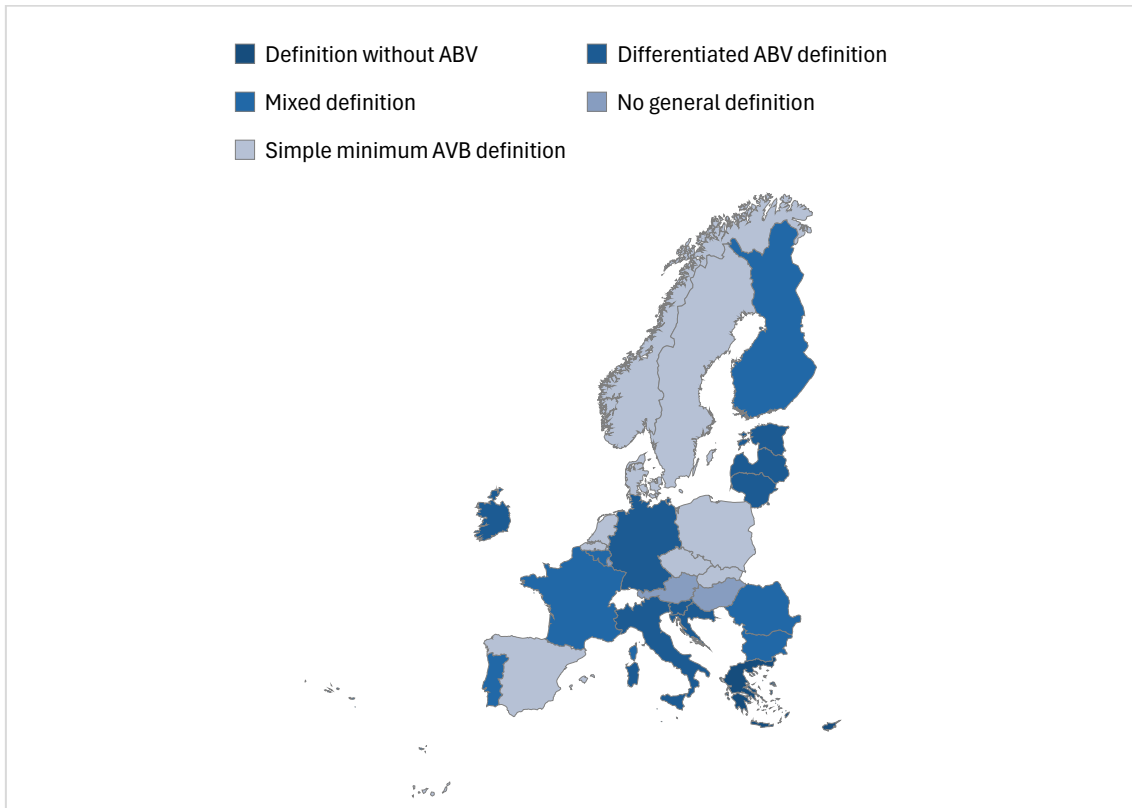 Definition without ABV
Differentiated ABV definition
Mixed definition
No general definition
Simple minimum AVB definition